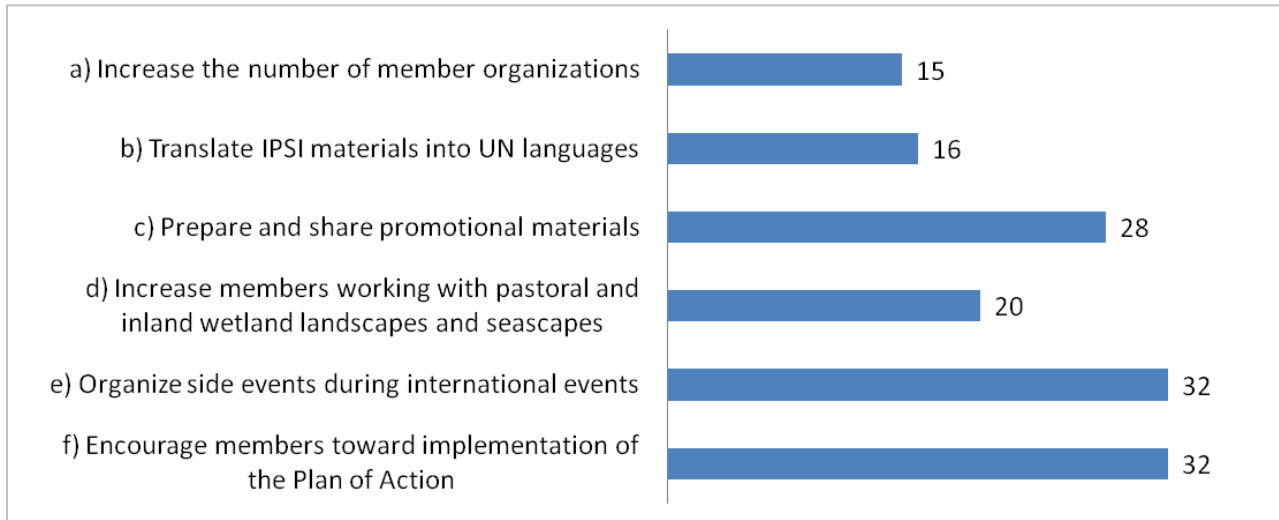 a) Increase the number of member organizations
15
b) Translate IPSI materials into UN languages
16
c) Prepare and share promotional materials
28
d) Increase members working with pastoral and
inland wetland landscapes and seascapes
20
e) Organize side events during international events
32
f) Encourage members toward implementation of
the Plan of Action
32